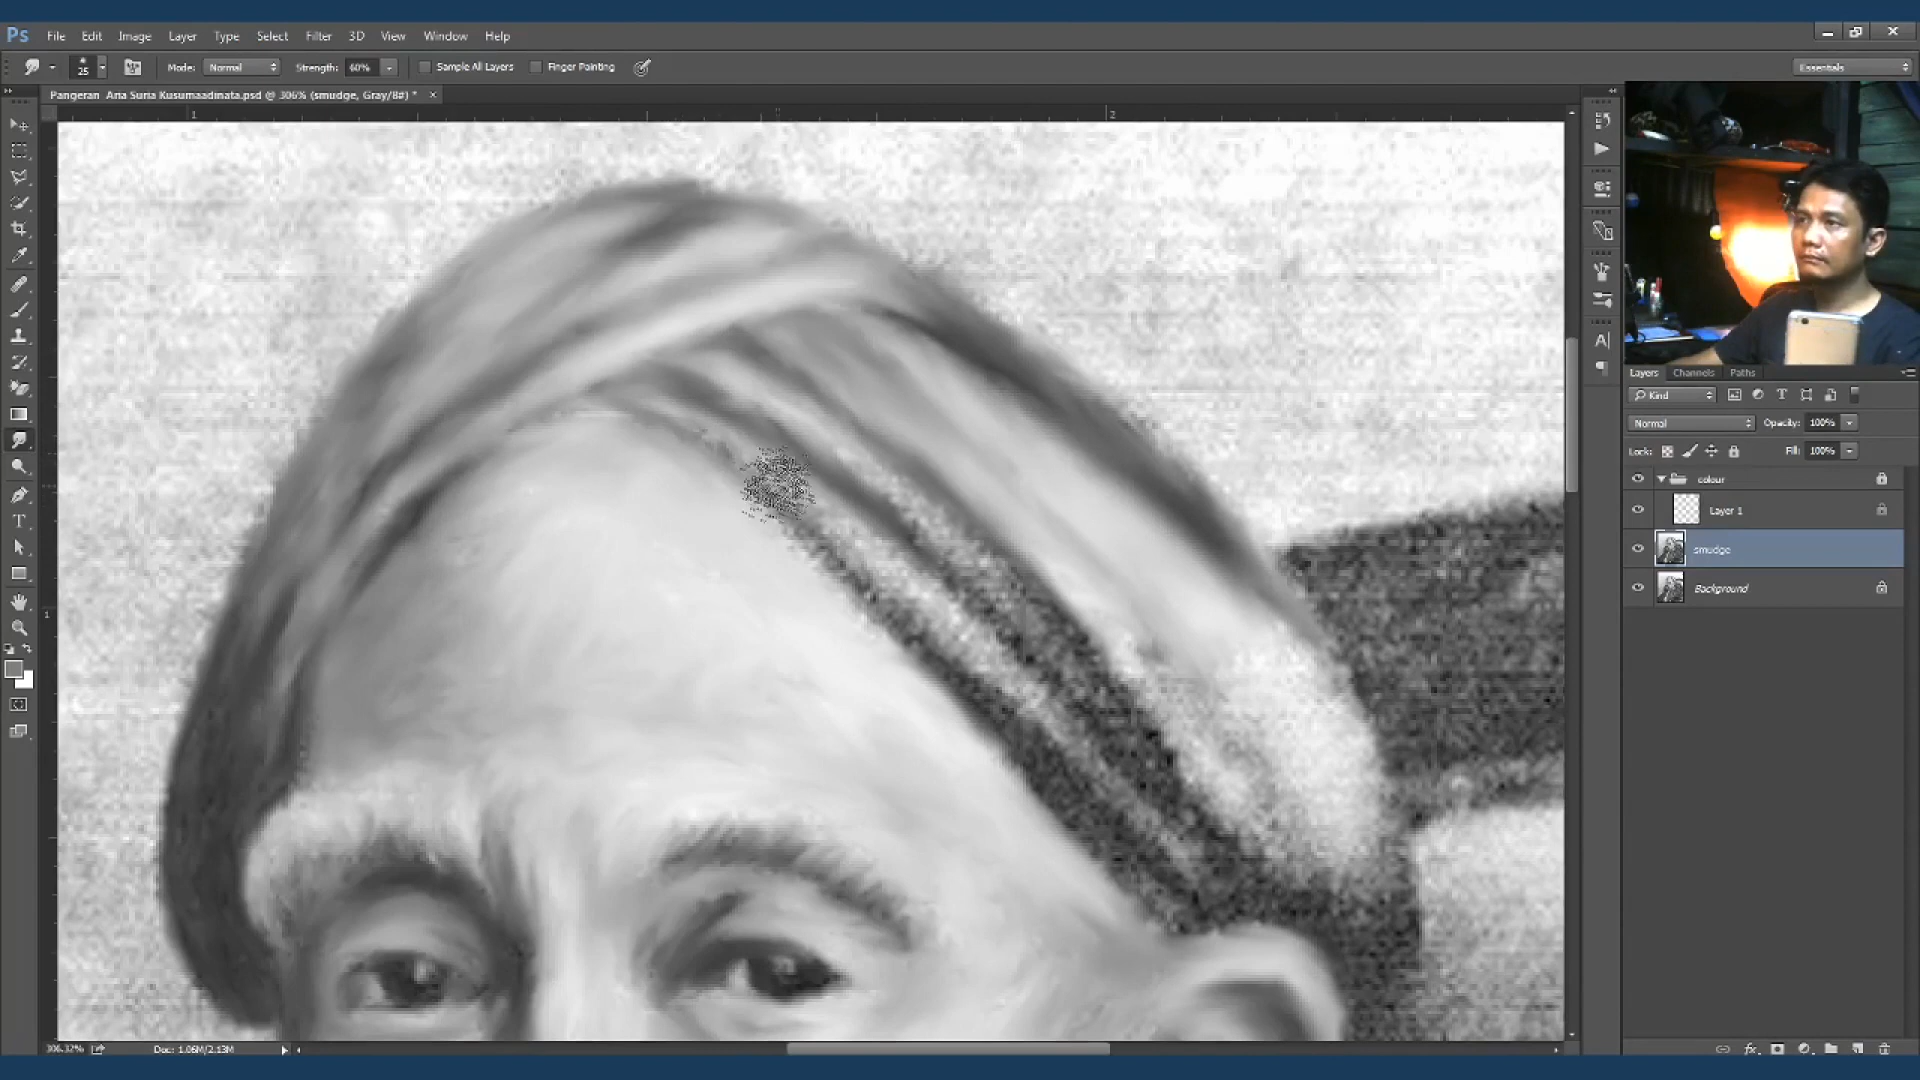 Ps File Edit Image Layer Type Select Filter 3D View Window Help
25 Mode: Normal Strength: 60% Sample All Layers Finger Painting Essentials
Pangeran Aria Suria Kusumaadinata.psd @ 306% (smudge, Gray/8#) * ×
1 2
1
Layers Channels Paths
Kind
Normal Opacity: 100%
Lock: Fill: 100%
colour
Layer 1
smudge
Background
306.32% Doc: 1.06M/2.13M